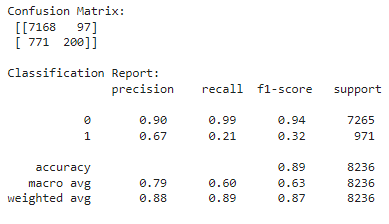 Confusion Matrix:
[[7168 97]
[ 771 200]]
Classification Report:
precision recall f1-score support
0 0.90 0.99 0.94 7265
1 0.67 0.21 0.32 971
accuracy 0.89 8236
macro avg 0.79 0.60 0.63 8236
weighted avg 0.88 0.89 0.87 8236